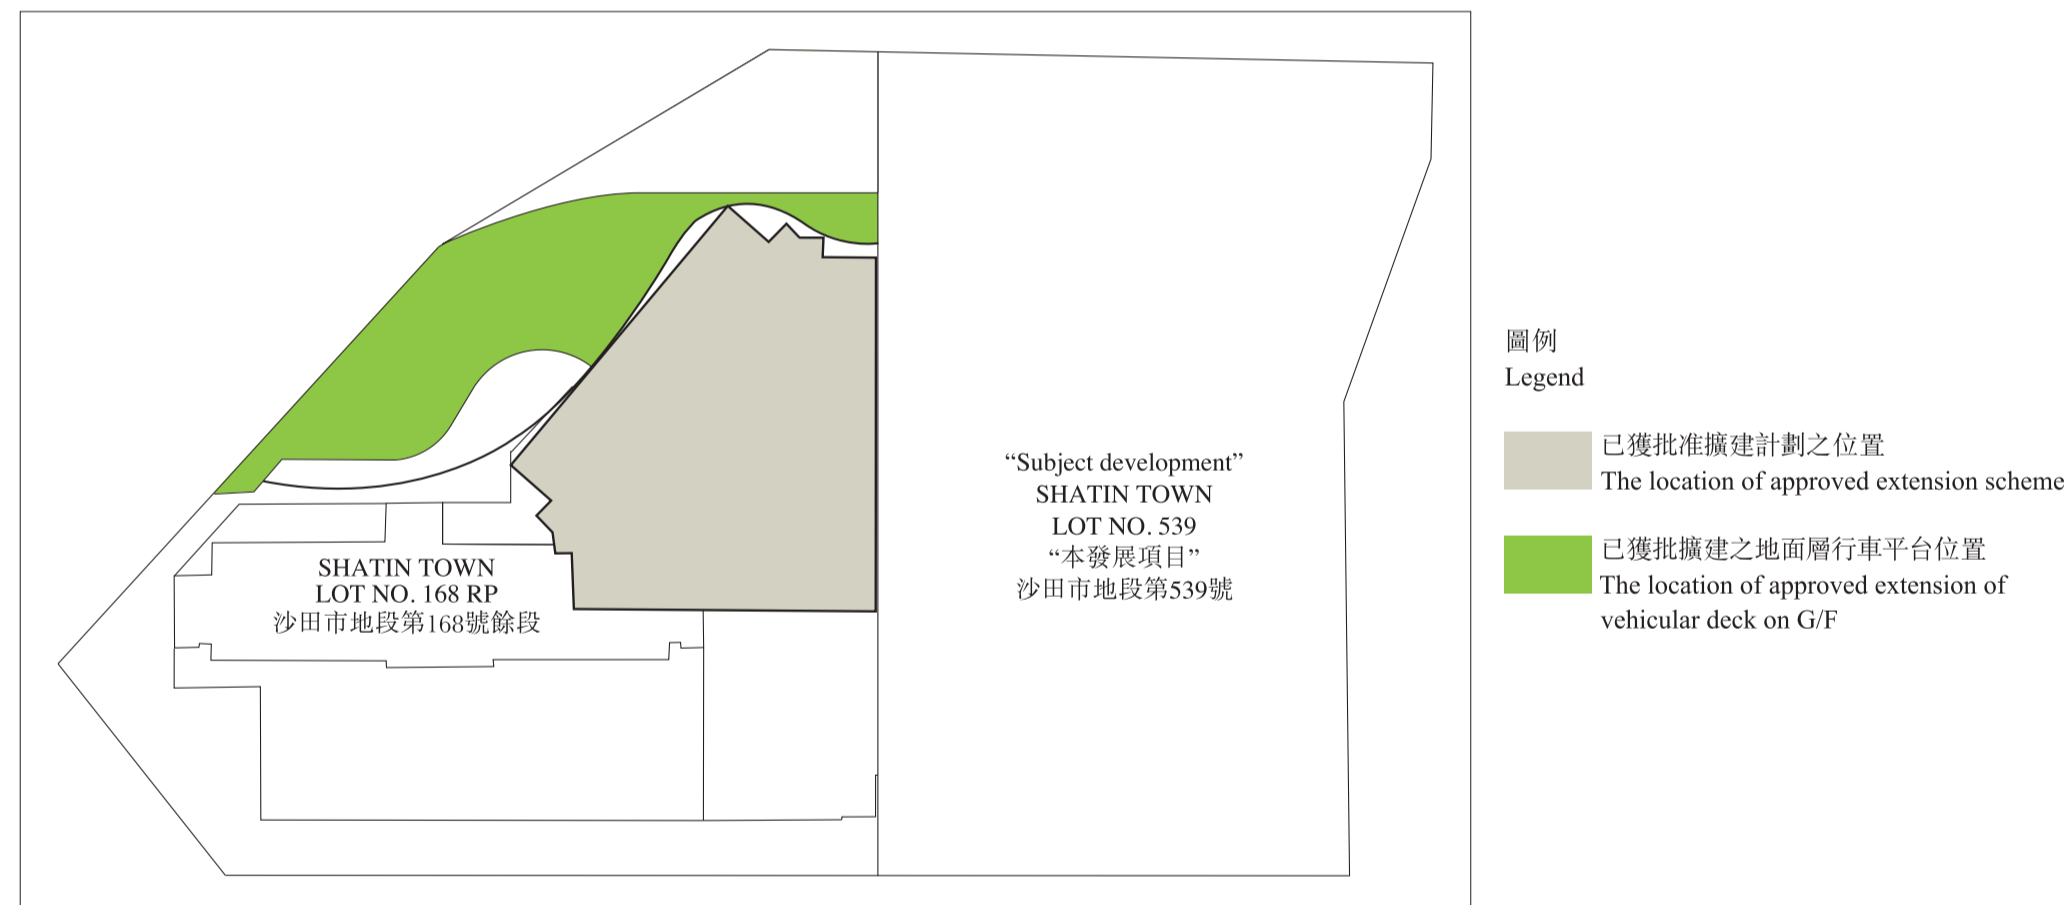 SHATIN TOWN
LOT NO. 168 RP
沙田市地段第168號餘段
“Subject development”
SHATIN TOWN
LOT NO. 539
“本發展項目”
沙田市地段第539號
圖例
Legend
已獲批准擴建計劃之位置
The location of approved extension scheme
已獲批擴建之地面層行車平台位置
The location of approved extension of
vehicular deck on G/F